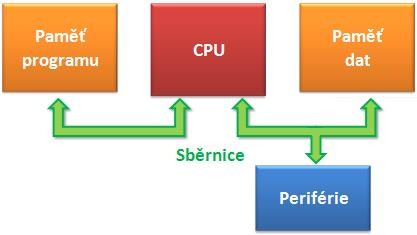 Paměť
programu
CPU
Paměť
dat
Sběrnice
Periférie